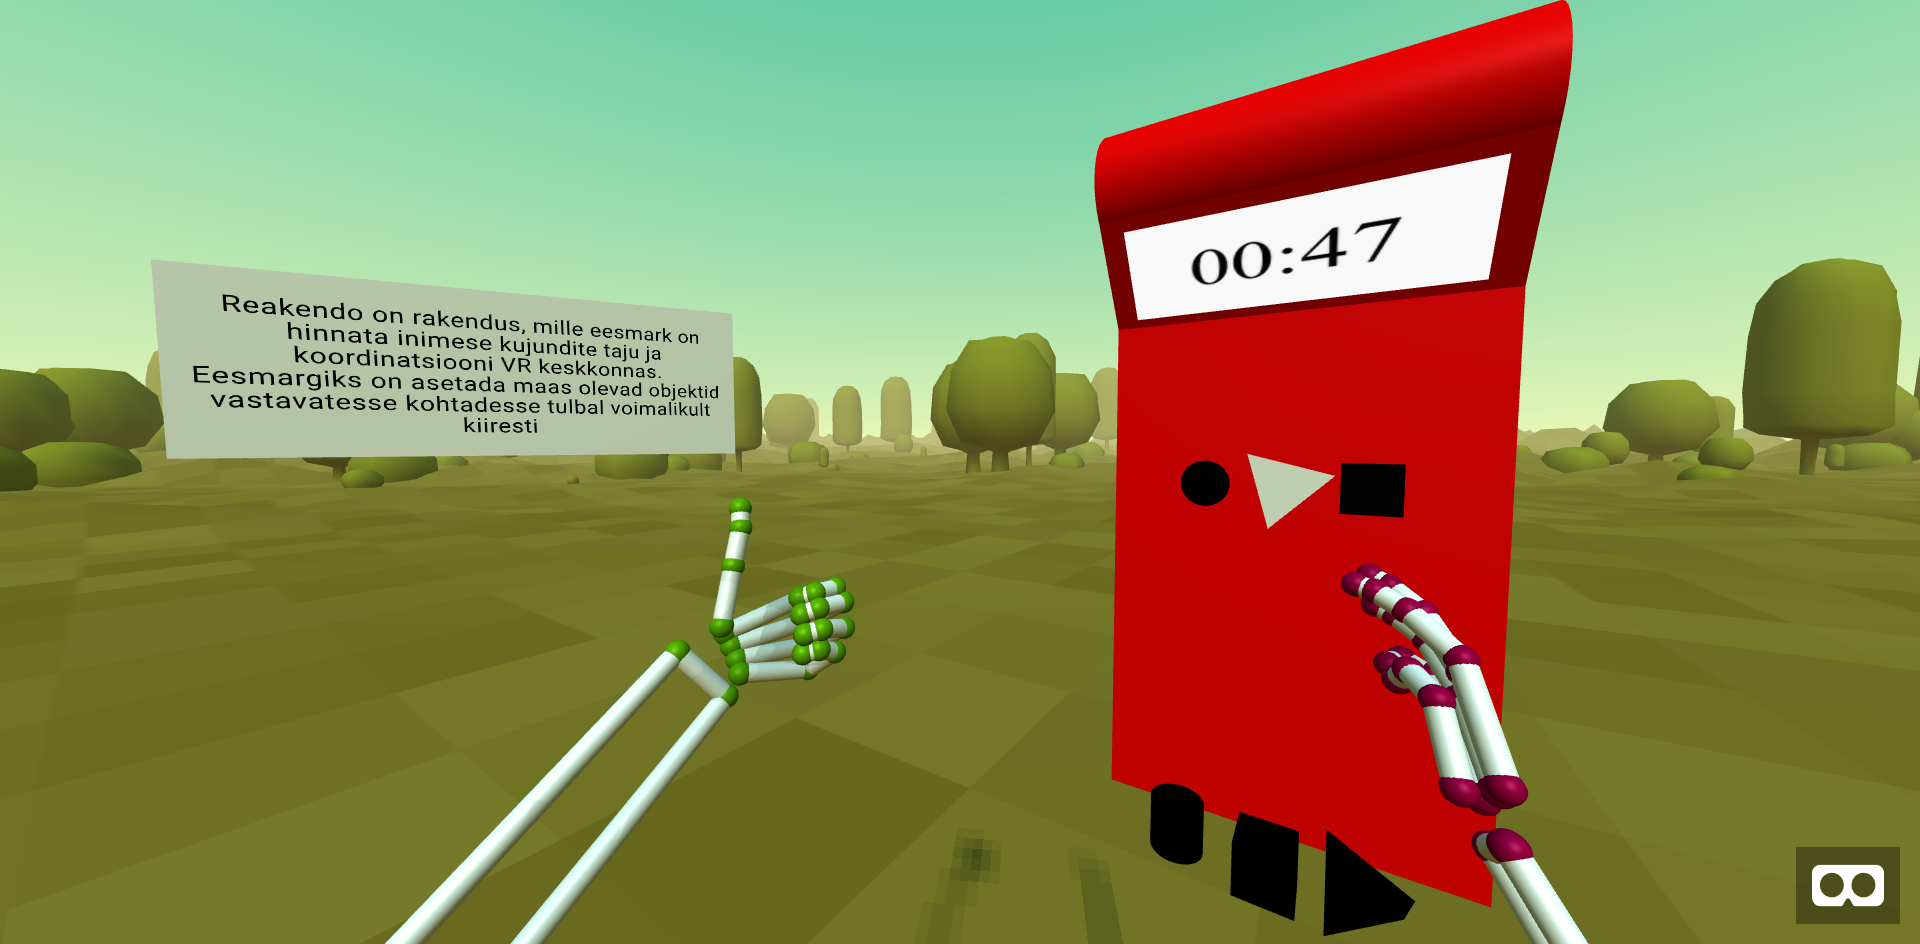 Reakendo on rakendus, mille eesmark on
hinnata inimese kujundite taju ja
koordinatsiooni VR keskkonnas.
Eesmargiks on asetada maas olevad objektid
vastavatesse kohtadesse tulbal voimalikult
kiiresti
00:47